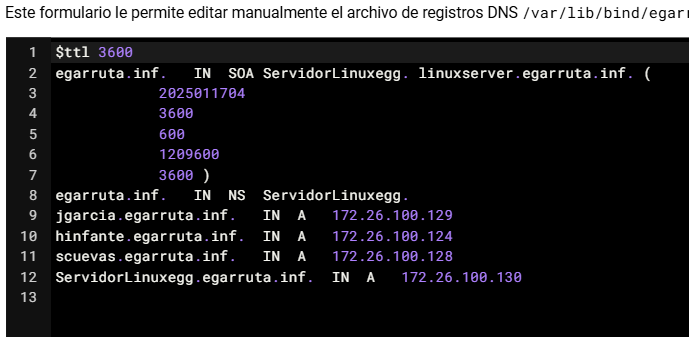 Este formulario le permite editar manualmente el archivo de registros DNS /var/lib/bind/egarr
1 $ttl 3600
2 egarruta.inf. IN SOA ServidorLinuxegg. linuxserver.egarruta.inf. (
3 2025011704
4 3600
5 600
6 1209600
7 3600 )
8 egarruta.inf. IN NS ServidorLinuxegg.
9 jgarcia.egarruta.inf. IN A 172.26.100.129
10 hinfante.egarruta.inf. IN A 172.26.100.124
11 scuevas.egarruta.inf. IN A 172.26.100.128
12 ServidorLinuxegg.egarruta.inf. IN A 172.26.100.130
13